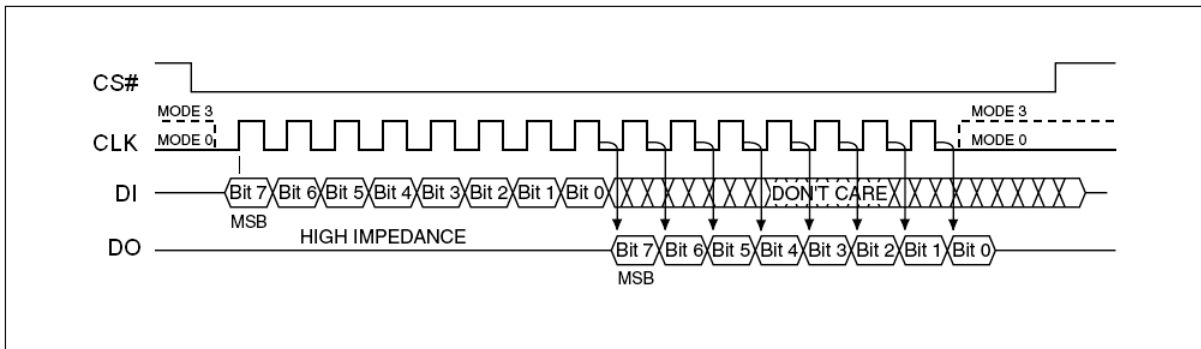 CS#
MODE 3 MODE 3
CLK MODE 0 MODE 0
DI Bit 7 Bit 6 Bit 5 Bit 4 Bit 3 Bit 2 Bit 1 Bit 0 DON'T CARE
MSB
HIGH IMPEDANCE
DO Bit 7 Bit 6 Bit 5 Bit 4 Bit 3 Bit 2 Bit 1 Bit 0
MSB